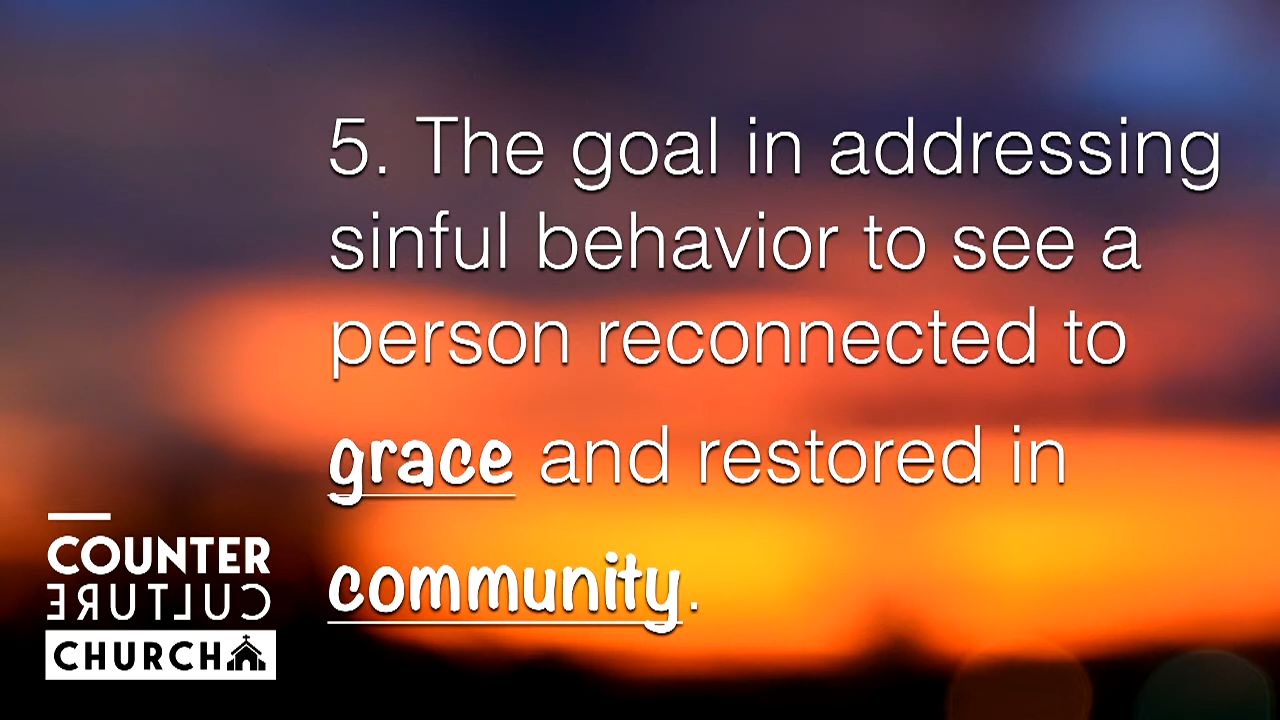 5. The goal in addressing
sinful behavior to see a
person reconnected to
grace and restored in
community.
COUNTER
CULTURE
CHURCH